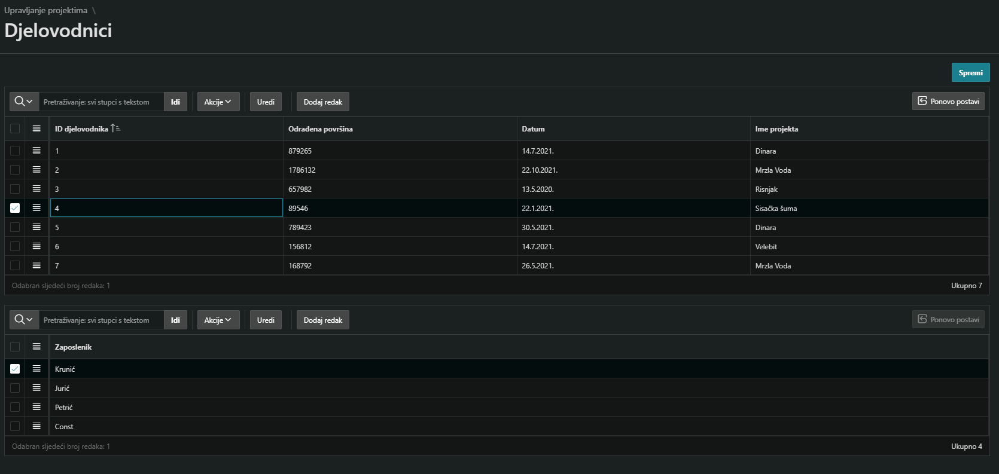 Upravljanje projektima \
Djelovodnici
Spremi
Pretraživanje: svi stupci s tekstom Idi Akcije Uredi Dodaj redak Ponovo postavi
ID djelovodnika Odrađena površina Datum Ime projekta
1 879265 14.7.2021. Dinara
2 1786132 22.10.2021. Mrzla Voda
3 657982 13.5.2020. Risnjak
4 89546 22.1.2021. Sisačka šuma
5 789423 30.5.2021. Dinara
6 156812 14.7.2021. Velebit
7 168792 26.5.2021. Mrzla Voda
Odabran sljedeći broj redaka: 1 Ukupno 7
Pretraživanje: svi stupci s tekstom Idi Akcije Uredi Dodaj redak Ponovo postavi
Zaposlenik
Krunić
Jurić
Petrić
Const
Odabran sljedeći broj redaka: 1 Ukupno 4